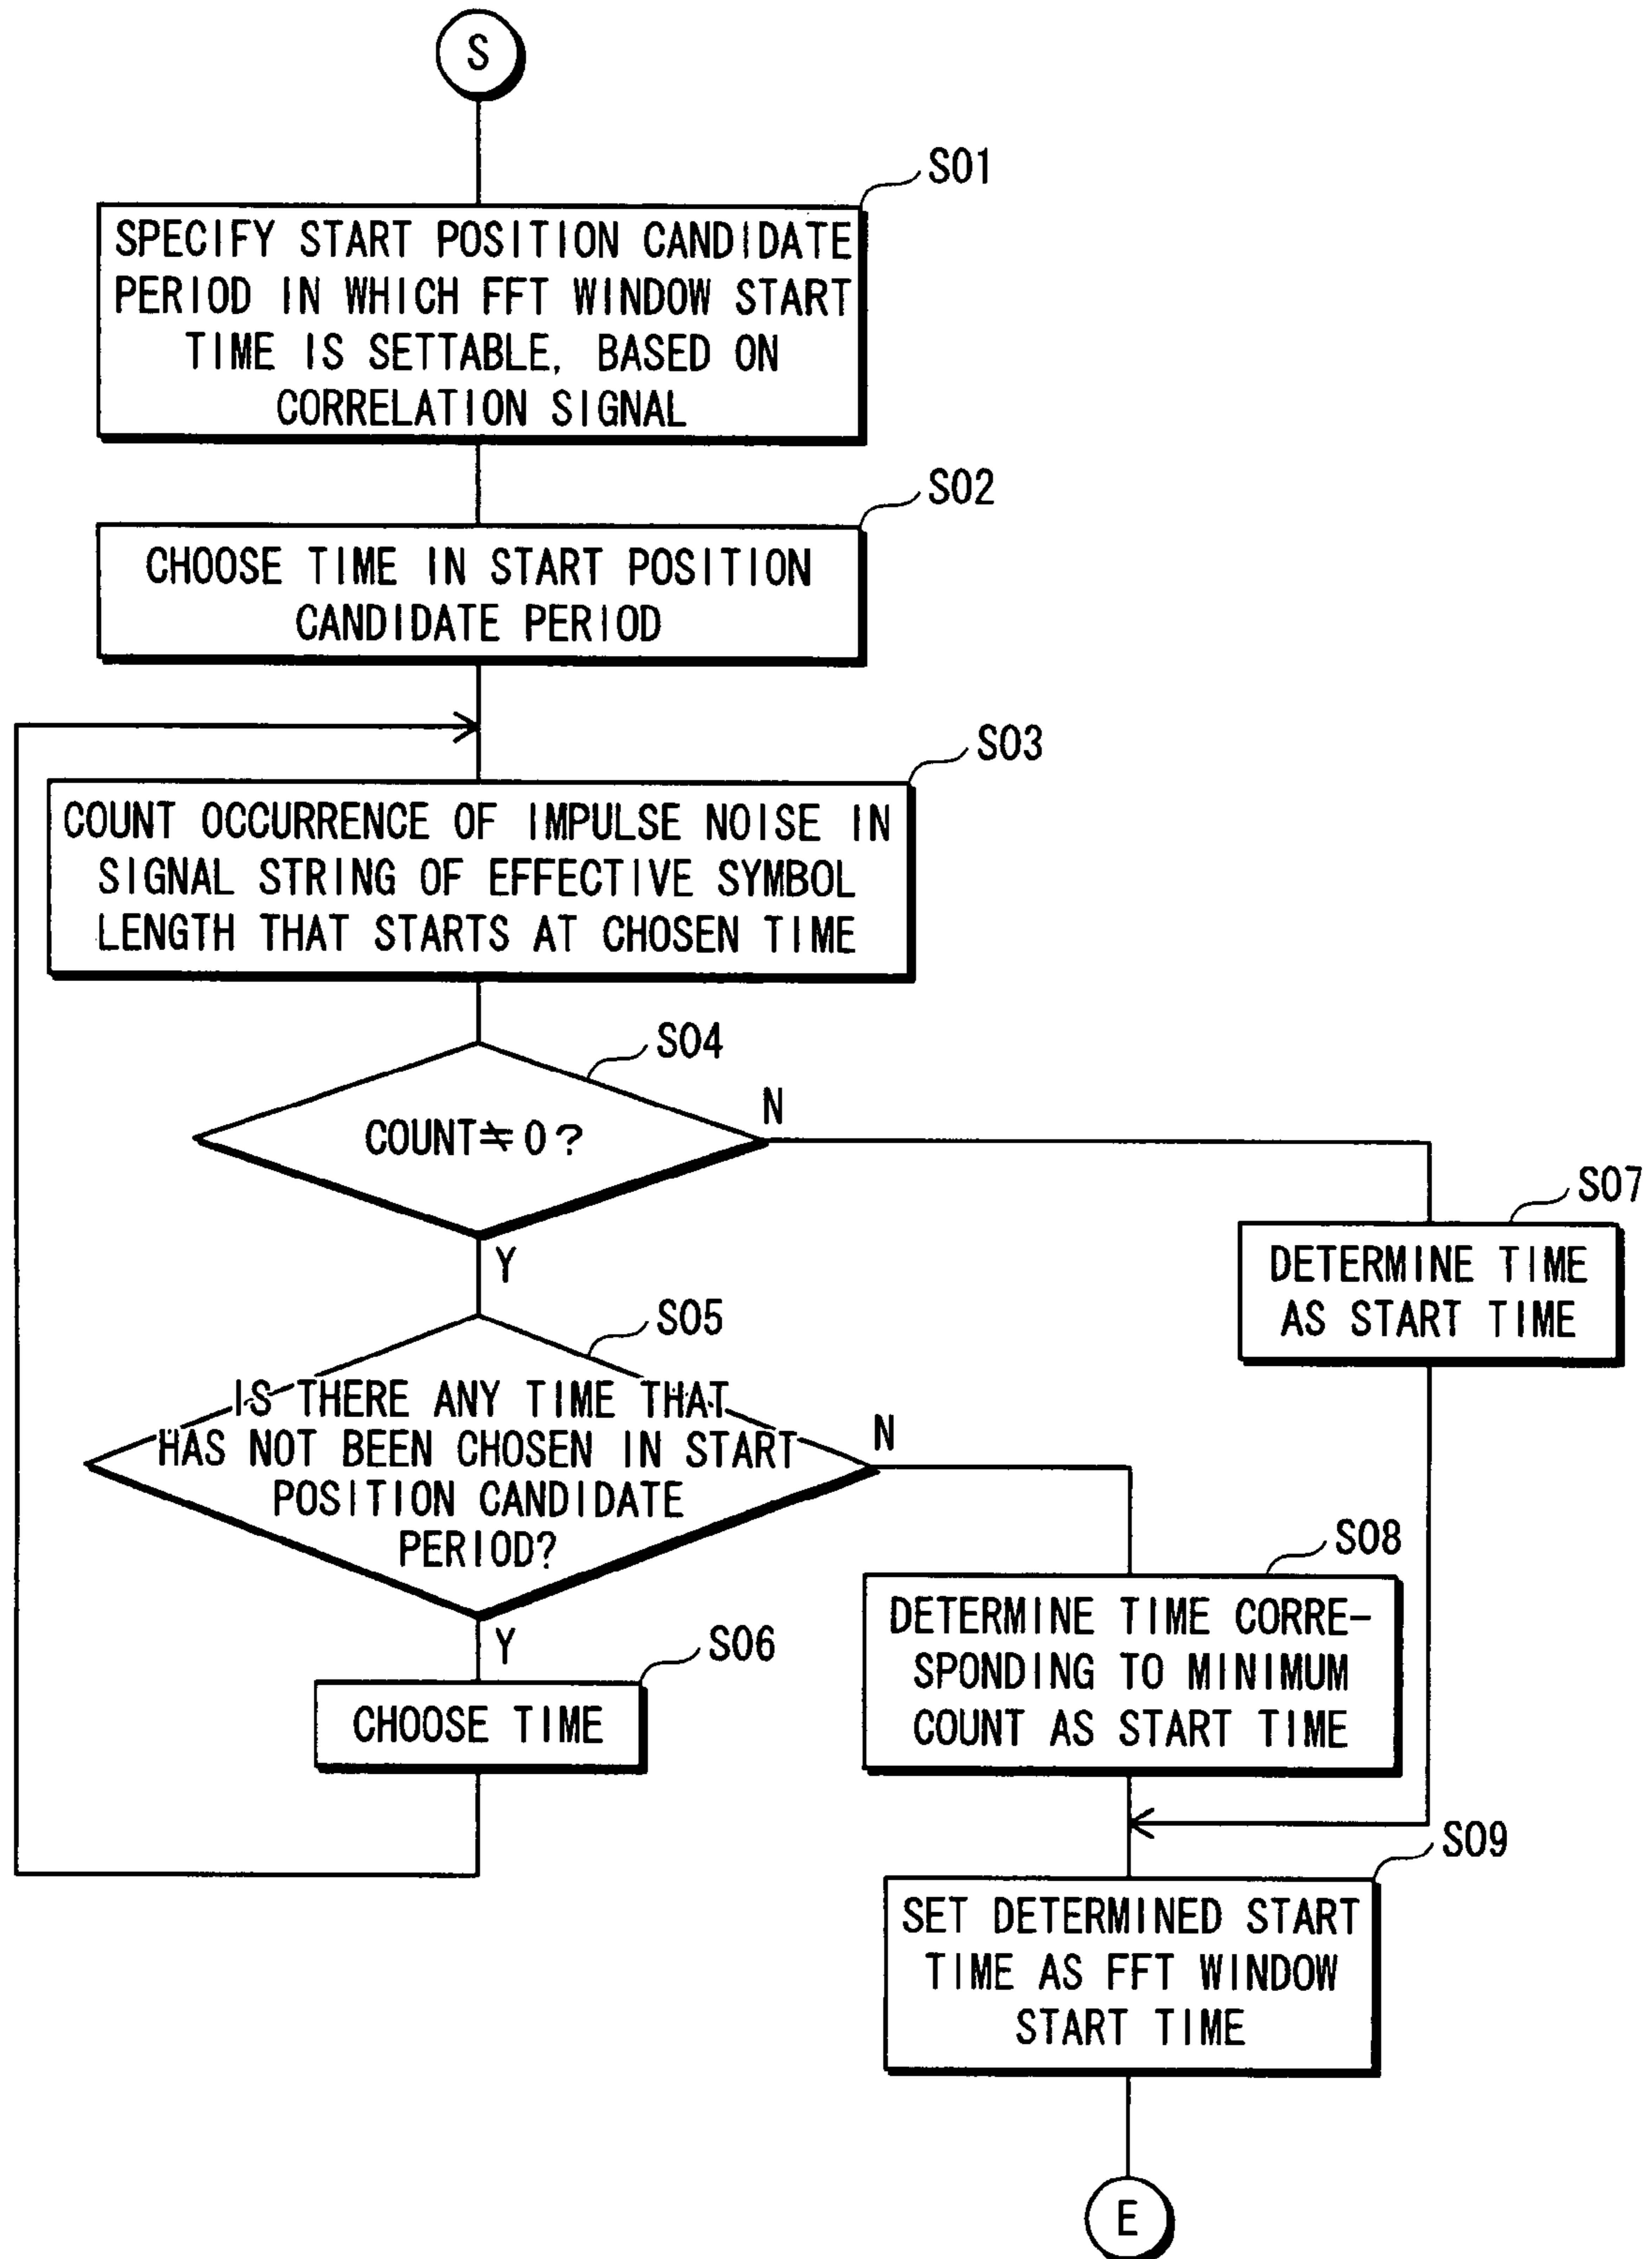 S
S01
SPECIFY START POSITION CANDIDATE
PERIOD IN WHICH FFT WINDOW START
TIME IS SETTABLE, BASED ON
CORRELATION SIGNAL
S02
CHOOSE TIME IN START POSITION
CANDIDATE PERIOD
S03
COUNT OCCURRENCE OF IMPULSE NOISE IN
SIGNAL STRING OF EFFECTIVE SYMBOL
LENGTH THAT STARTS AT CHOSEN TIME
S04
COUNT≠0?
N
Y
S07
DETERMINE TIME
AS START TIME
S05
IS THERE ANY TIME THAT
HAS NOT BEEN CHOSEN IN START
POSITION CANDIDATE
PERIOD?
N
Y
S06
CHOOSE TIME
S08
DETERMINE TIME CORRE-
SPONDING TO MINIMUM
COUNT AS START TIME
S09
SET DETERMINED START
TIME AS FFT WINDOW
START TIME
E